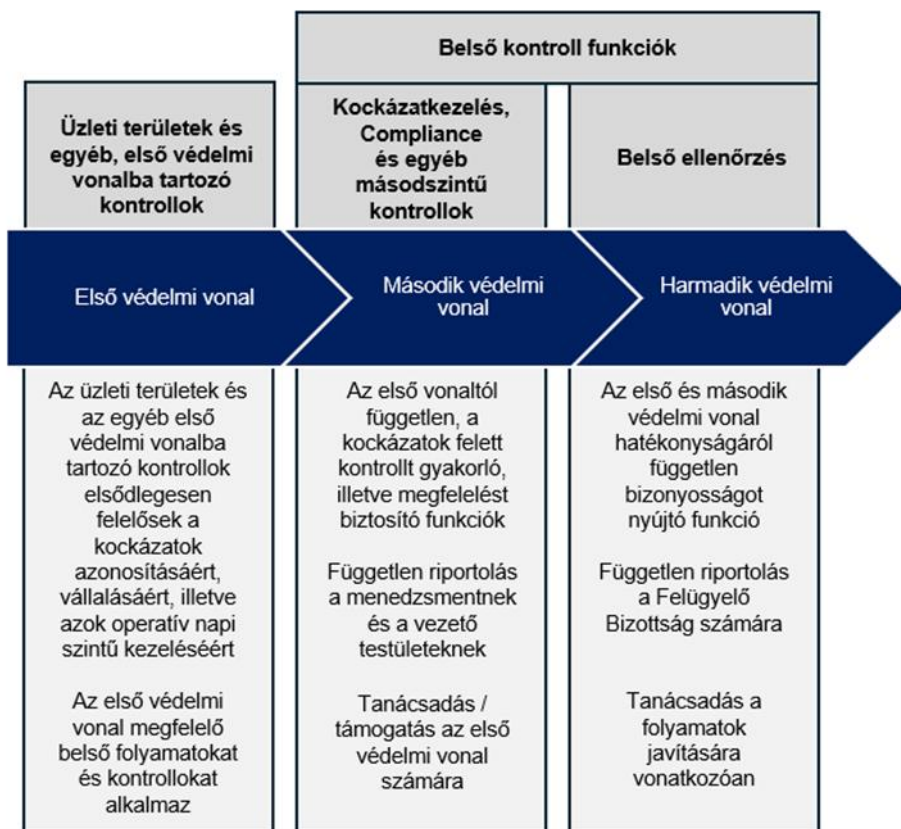 Belső kontroll funkciók
Üzleti területek és
egyéb, első védelmi
vonalba tartozó
kontrollok
Kockázatkezelés,
Compliance
és egyéb
másodszintű
kontrollok
Belső ellenőrzés
Első védelmi vonal
Második védelmi
vonal
Harmadik védelmi
vonal
Az üzleti területek és
az egyéb első
védelmi vonalba
tartozó kontrollok
elsődlegesen
felelősek a
kockázatok
azonosításáért,
vállalásáért, illetve
azok operatív napi
szintű kezeléséért
Az első védelmi
vonal megfelelő
belső folyamatokat
és kontrollokat
alkalmaz
Az első vonaltól
független, a
kockázatok felett
kontrollt gyakorló,
illetve megfelelést
biztosító funkciók
Független riportolás
a menedzsmentnek
és a vezető
testületeknek
Tanácsadás /
támogatás az első
védelmi vonal
számára
Az első és második
védelmi vonal
hatékonyságáról
független
bizonyosságot
nyújtó funkció
Független riportolás
a Felügyelő
Bizottság számára
Tanácsadás a
folyamatok
javítására
vonatkozóan